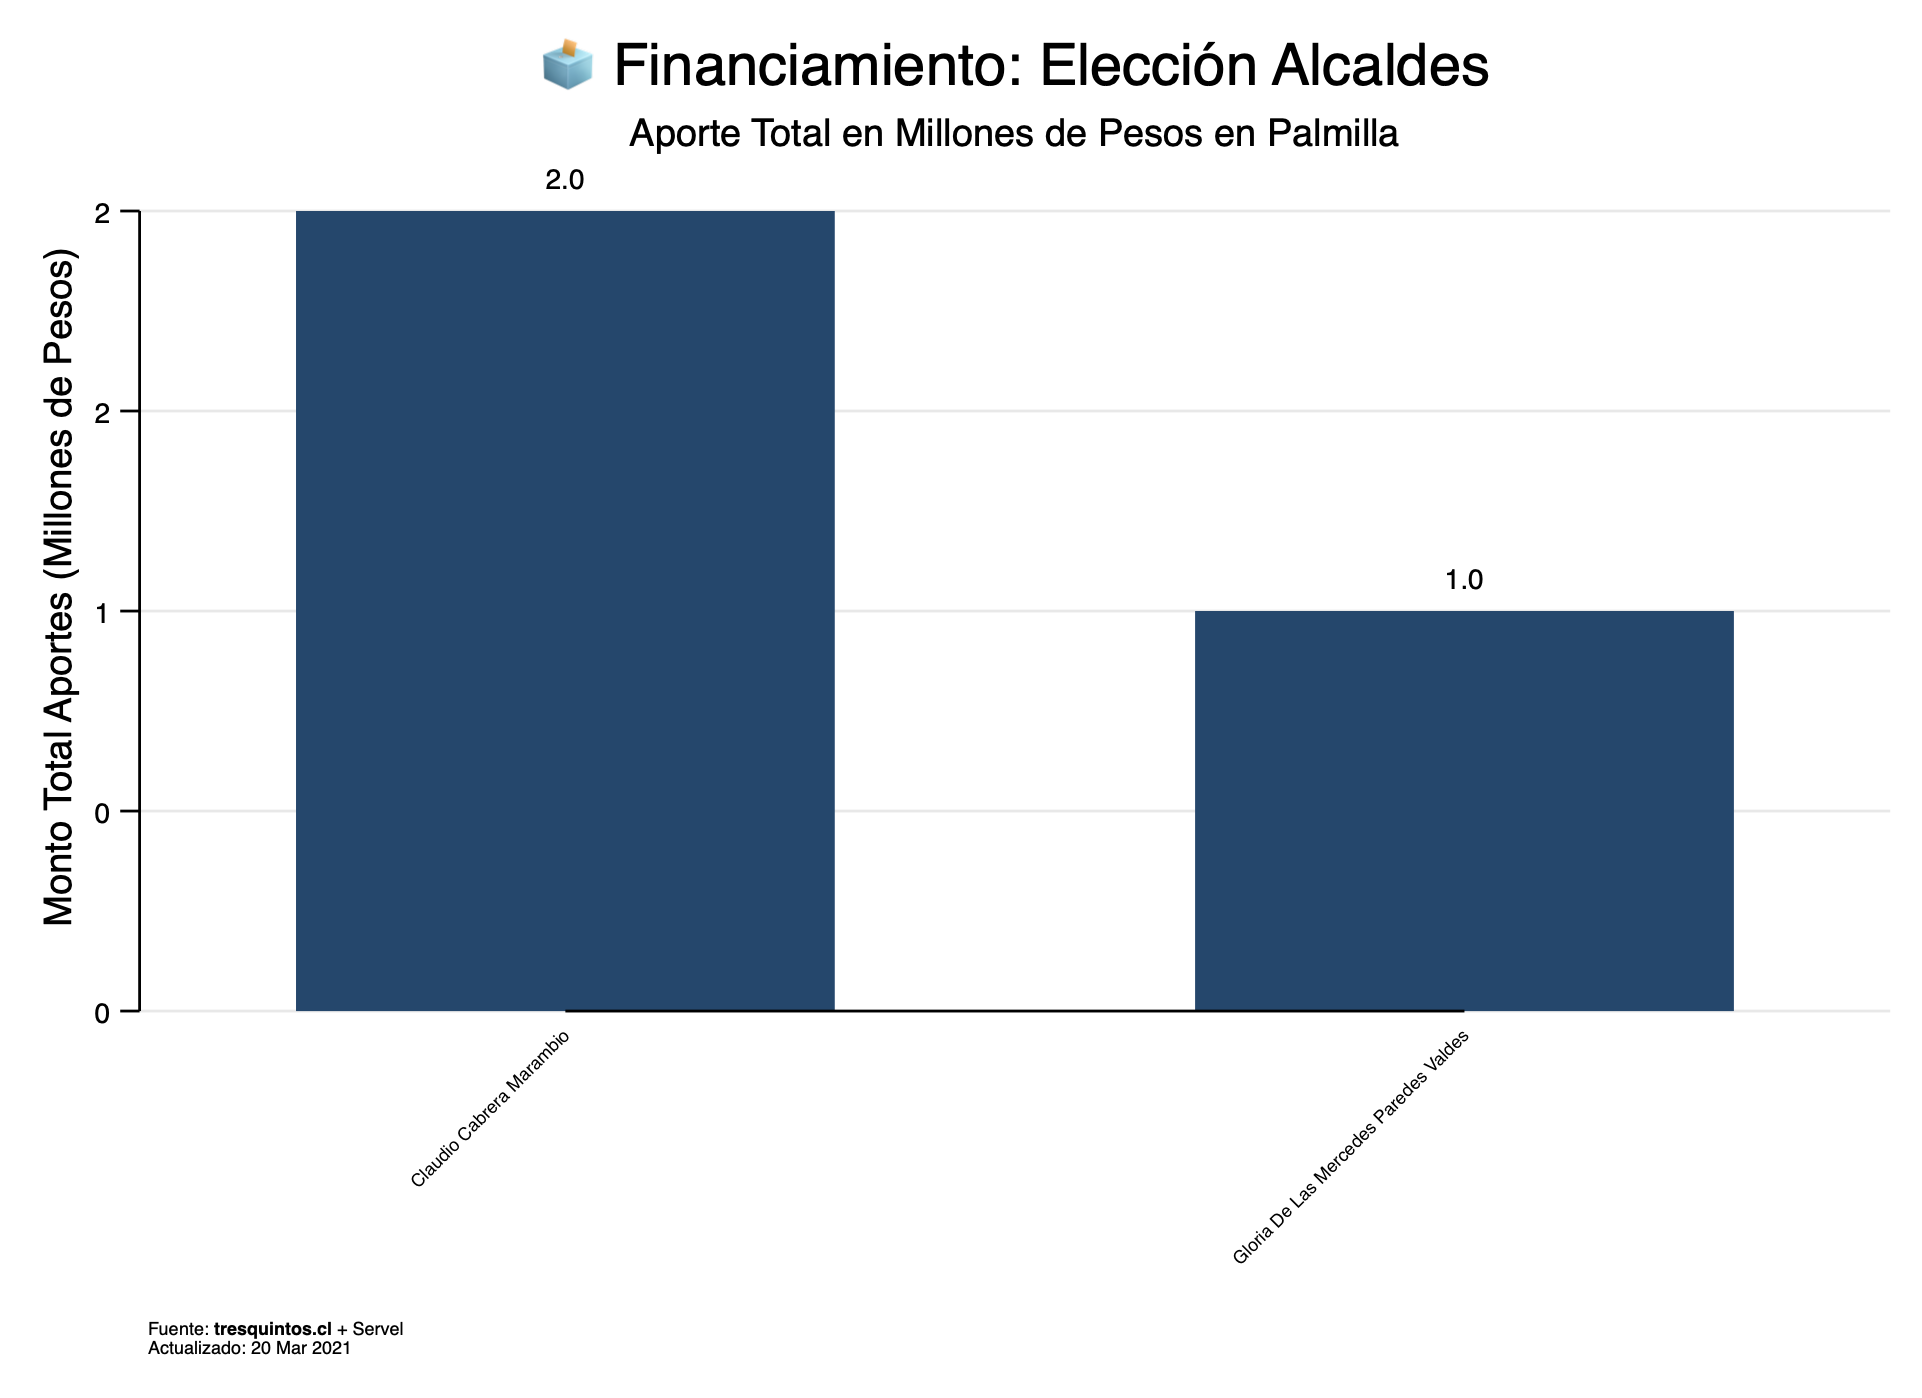 Financiamiento: Elección Alcaldes
Aporte Total en Millones de Pesos en Palmilla
Monto Total Aportes (Millones de Pesos)
2
2
1
0
0
2.0
1.0
Claudio Cabrera Marambio
Gloria De Las Mercedes Paredes Valdes
Fuente: tresquintos.cl + Servel
Actualizado: 20 Mar 2021